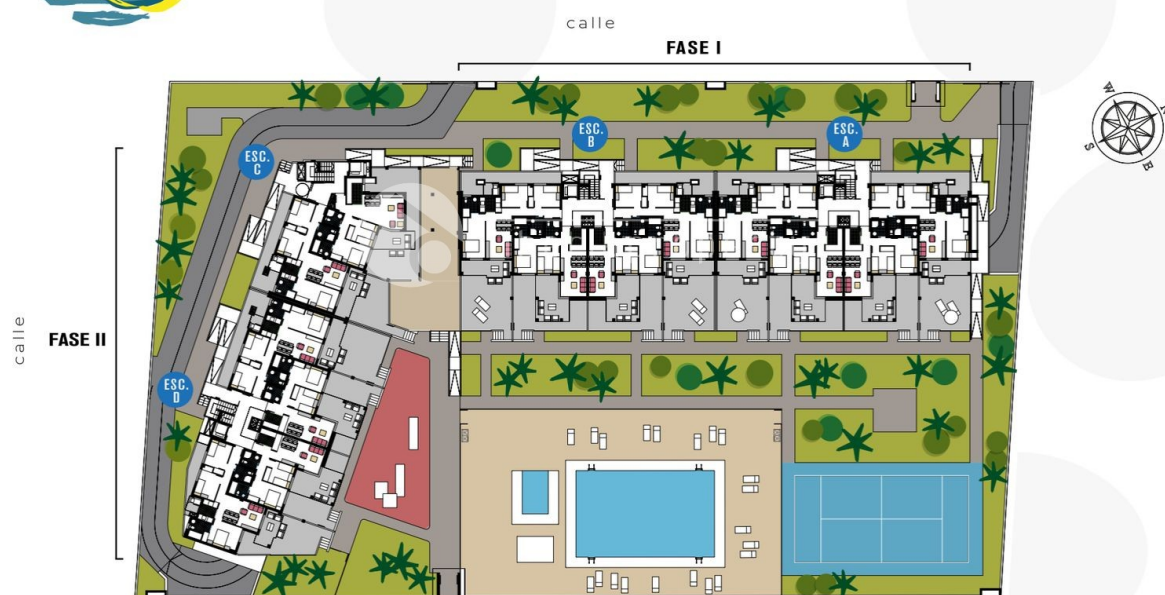 calle
FASE I
W
N
S
E
ESC.
B
ESC.
A
ESC.
C
calle
FASE II
ESC.
D